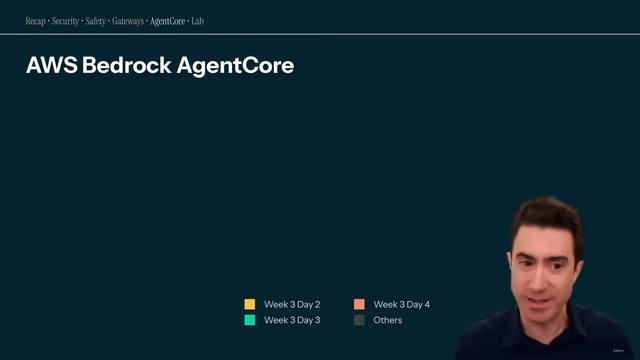 Recap • Security • Safety • Gateways • AgentCore • Lab
AWS Bedrock AgentCore
Week 3 Day 2
Week 3 Day 4
Week 3 Day 3
Others
Udemy